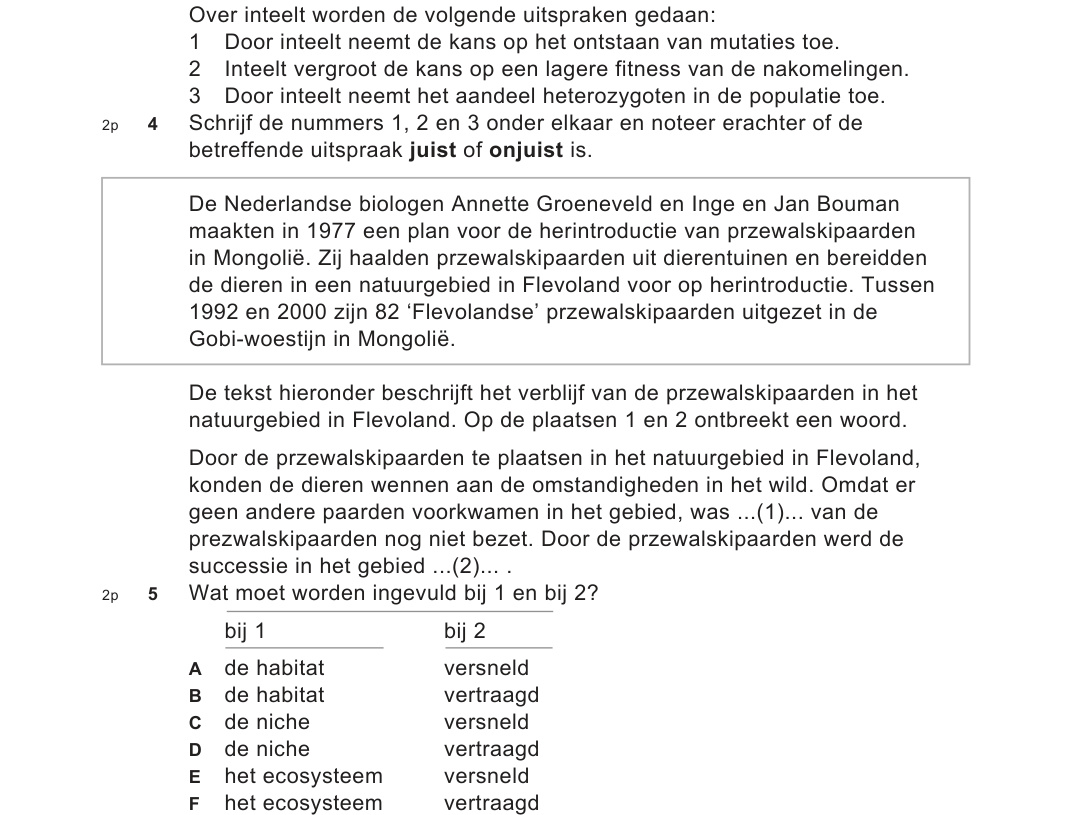 Over inteelt worden de volgende uitspraken gedaan:
1 Door inteelt neemt de kans op het ontstaan van mutaties toe.
2 Inteelt vergroot de kans op een lagere fitness van de nakomelingen.
3 Door inteelt neemt het aandeel heterozygoten in de populatie toe.
2p 4 Schrijf de nummers 1, 2 en 3 onder elkaar en noteer erachter of de
betreffende uitspraak juist of onjuist is.
De Nederlandse biologen Annette Groeneveld en Inge en Jan Bouman
maakten in 1977 een plan voor de herintroductie van przewalskipaarden
in Mongolië. Zij haalden przewalskipaarden uit dierentuinen en bereidden
de dieren in een natuurgebied in Flevoland voor op herintroductie. Tussen
1992 en 2000 zijn 82 ‘Flevolandse’ przewalskipaarden uitgezet in de
Gobi-woestijn in Mongolië.
De tekst hieronder beschrijft het verblijf van de przewalskipaarden in het
natuurgebied in Flevoland. Op de plaatsen 1 en 2 ontbreekt een woord.
Door de przewalskipaarden te plaatsen in het natuurgebied in Flevoland,
konden de dieren wennen aan de omstandigheden in het wild. Omdat er
geen andere paarden voorkwamen in het gebied, was ...(1)... van de
prezwalskipaarden nog niet bezet. Door de przewalskipaarden werd de
successie in het gebied ...(2)... .
2p 5 Wat moet worden ingevuld bij 1 en bij 2?
bij 1 bij 2
A de habitat versneld
B de habitat vertraagd
C de niche versneld
D de niche vertraagd
E het ecosysteem versneld
F het ecosysteem vertraagd